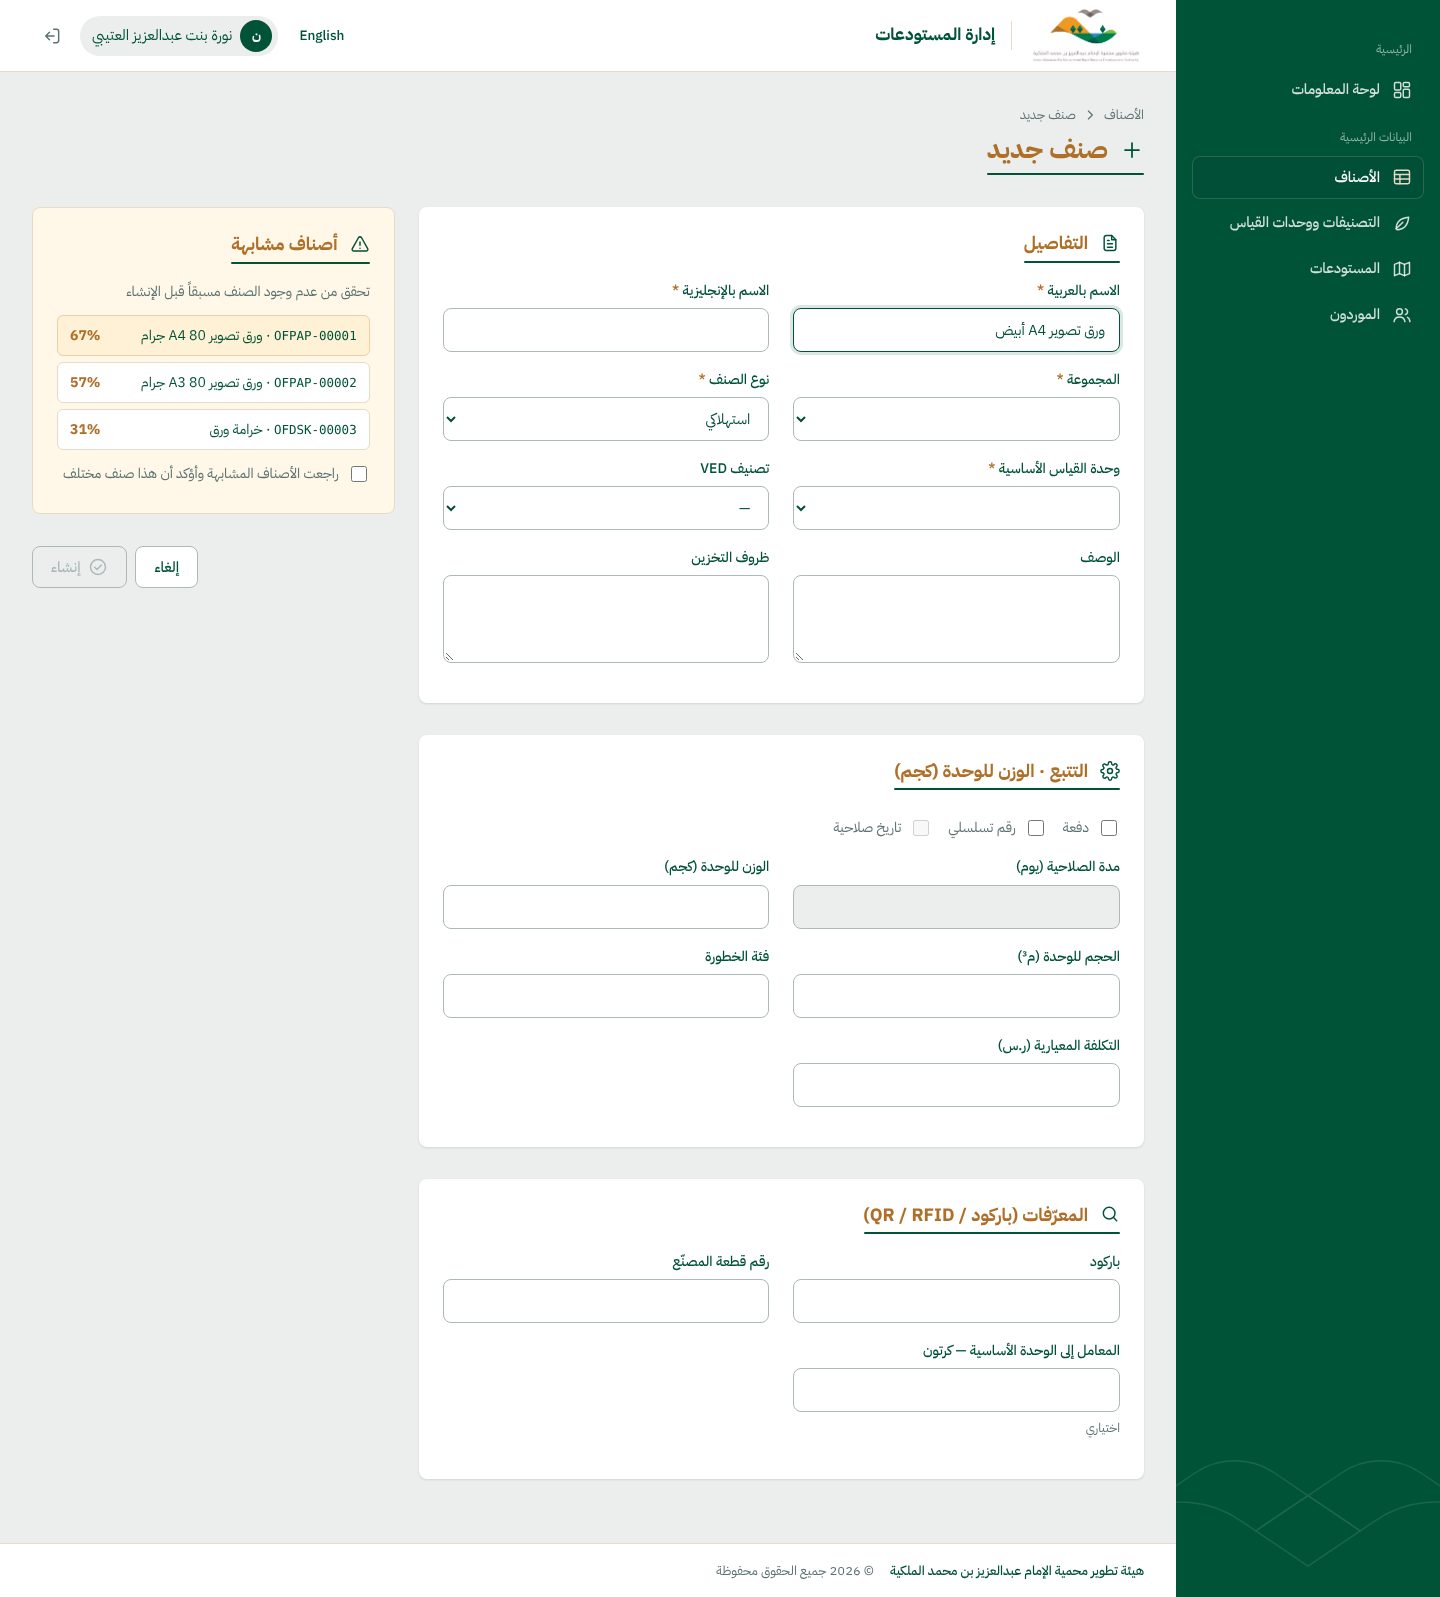 الرئيسية
لوحة المعلومات
البيانات الرئيسية
الأصناف
التصنيفات ووحدات القياس
المستودعات
الموردون
إدارة المستودعات
English
ن
نورة بنت عبدالعزيز العتيبي
الأصناف
صنف جديد
صنف جديد
التفاصيل
الاسم بالعربية *
الاسم بالإنجليزية *
ورق تصوير A4 أبيض
المجموعة *
نوع الصنف *
استهلاكي
وحدة القياس الأساسية *
تصنيف VED
—
الوصف
ظروف التخزين
أصناف مشابهة
تحقق من عدم وجود الصنف مسبقاً قبل الإنشاء
OFPAP-00001 · ورق تصوير A4 80 جرام 67%
OFPAP-00002 · ورق تصوير A3 80 جرام 57%
OFDSK-00003 · خرامة ورق 31%
راجعت الأصناف المشابهة وأؤكد أن هذا صنف مختلف
إلغاء
إنشاء
التتبع · الوزن للوحدة (كجم)
دفعة
رقم تسلسلي
تاريخ صلاحية
مدة الصلاحية (يوم)
الوزن للوحدة (كجم)
الحجم للوحدة (م³)
فئة الخطورة
التكلفة المعيارية (ر.س)
المعرّفات (باركود / QR / RFID)
باركود
رقم قطعة المصنّع
المعامل إلى الوحدة الأساسية — كرتون
اختياري
هيئة تطوير محمية الإمام عبدالعزيز بن محمد الملكية
© 2026 جميع الحقوق محفوظة